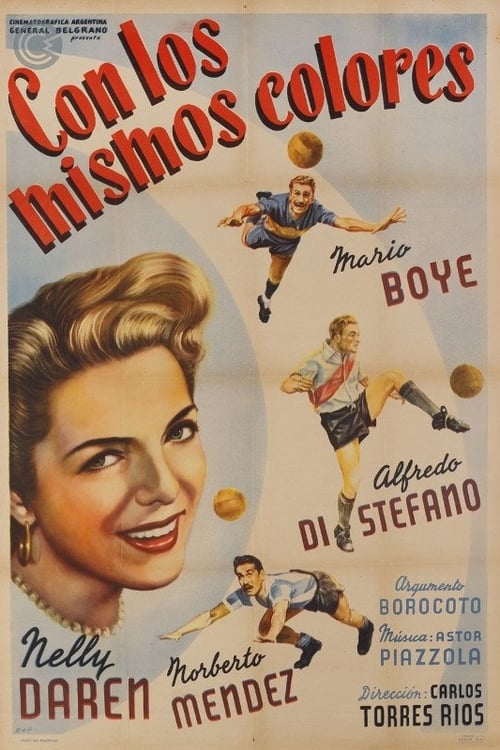 CINEMATOGRAFICA ARGENTINA
GENERAL BELGRANO
presenta
Con los
mismos colores
Mario
BOYE
Alfredo
DI STEFANO
Argumento
BOROCOTO
Música: ASTOR
PIAZZOLA
Dirección: CARLOS
TORRES RIOS
Nelly
DAREN
Norberto
MENDEZ